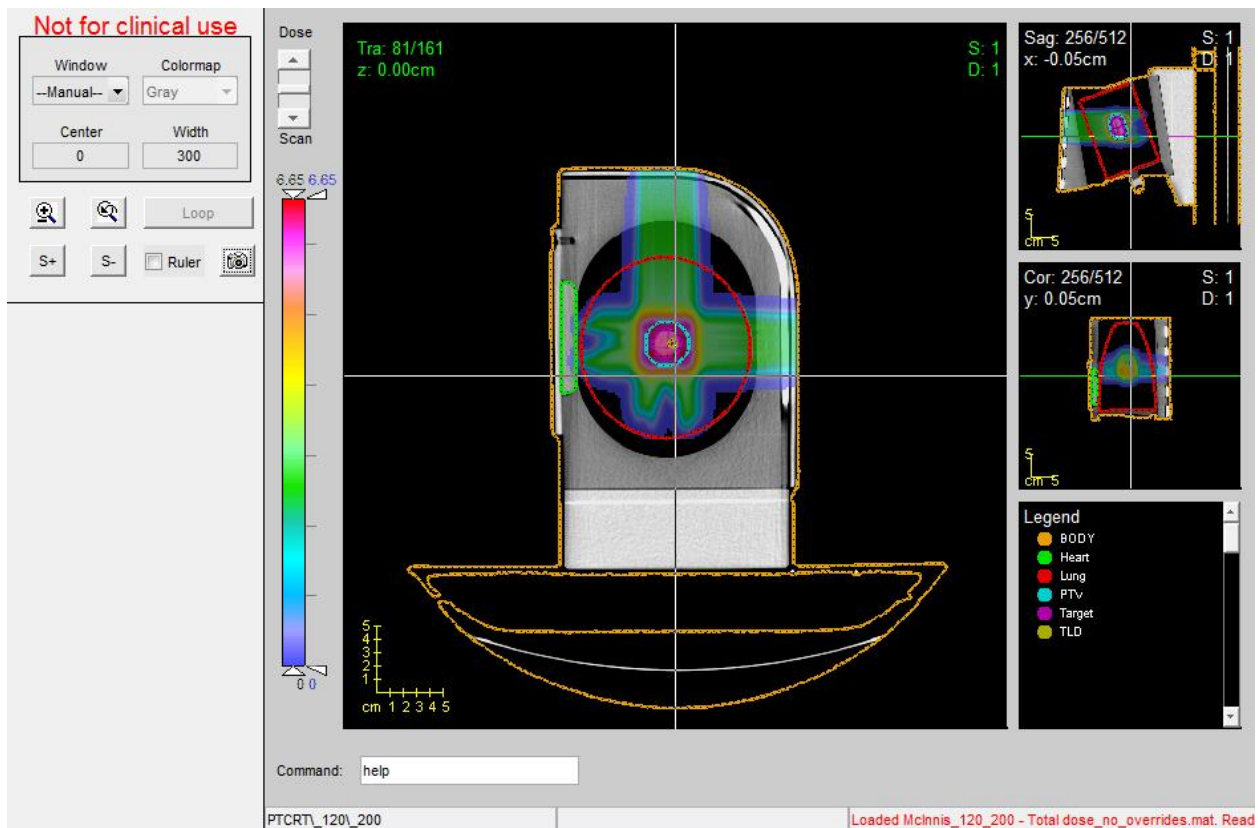 Not for clinical use
Window
Colormap
--Manual--
Gray
Center
Width
0
300
Loop
S+
S-
Ruler
Dose
Scan
6.65 6.65
0 0
Tra: 81/161
z: 0.00cm
S: 1
D: 1
5
4
3
2
1
cm 1 2 3 4 5
Sag: 256/512
x: -0.05cm
S: 1
D: 1
5
cm 5
Cor: 256/512
y: 0.05cm
S: 1
D: 1
5
cm 5
Legend
BODY
Heart
Lung
PTv
Target
TLD
Command:
help
PTCRT\_120\_200
Loaded McInnis_120_200 - Total dose_no_overrides.mat. Read